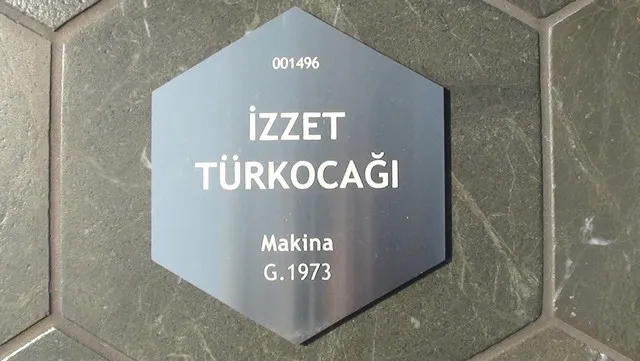 001496
İZZET
TÜRKOCAĞI
Makina
G.1973